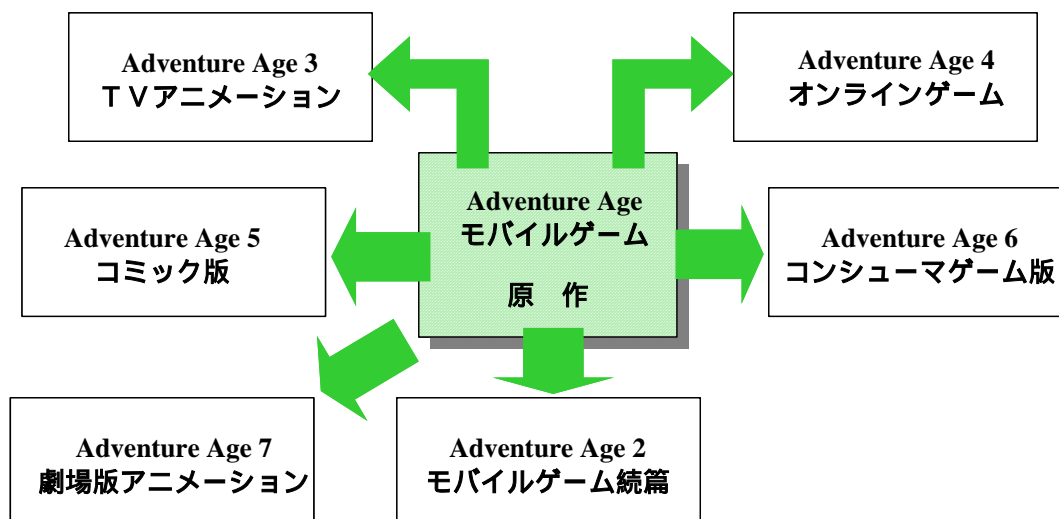 Adventure Age 3
ＴＶアニメーション
Adventure Age 4
オンラインゲーム
Adventure Age
モバイルゲーム
原　作
Adventure Age 5
コミック版
Adventure Age 6
コンシューマゲーム版
Adventure Age 7
劇場版アニメーション
Adventure Age 2
モバイルゲーム続篇